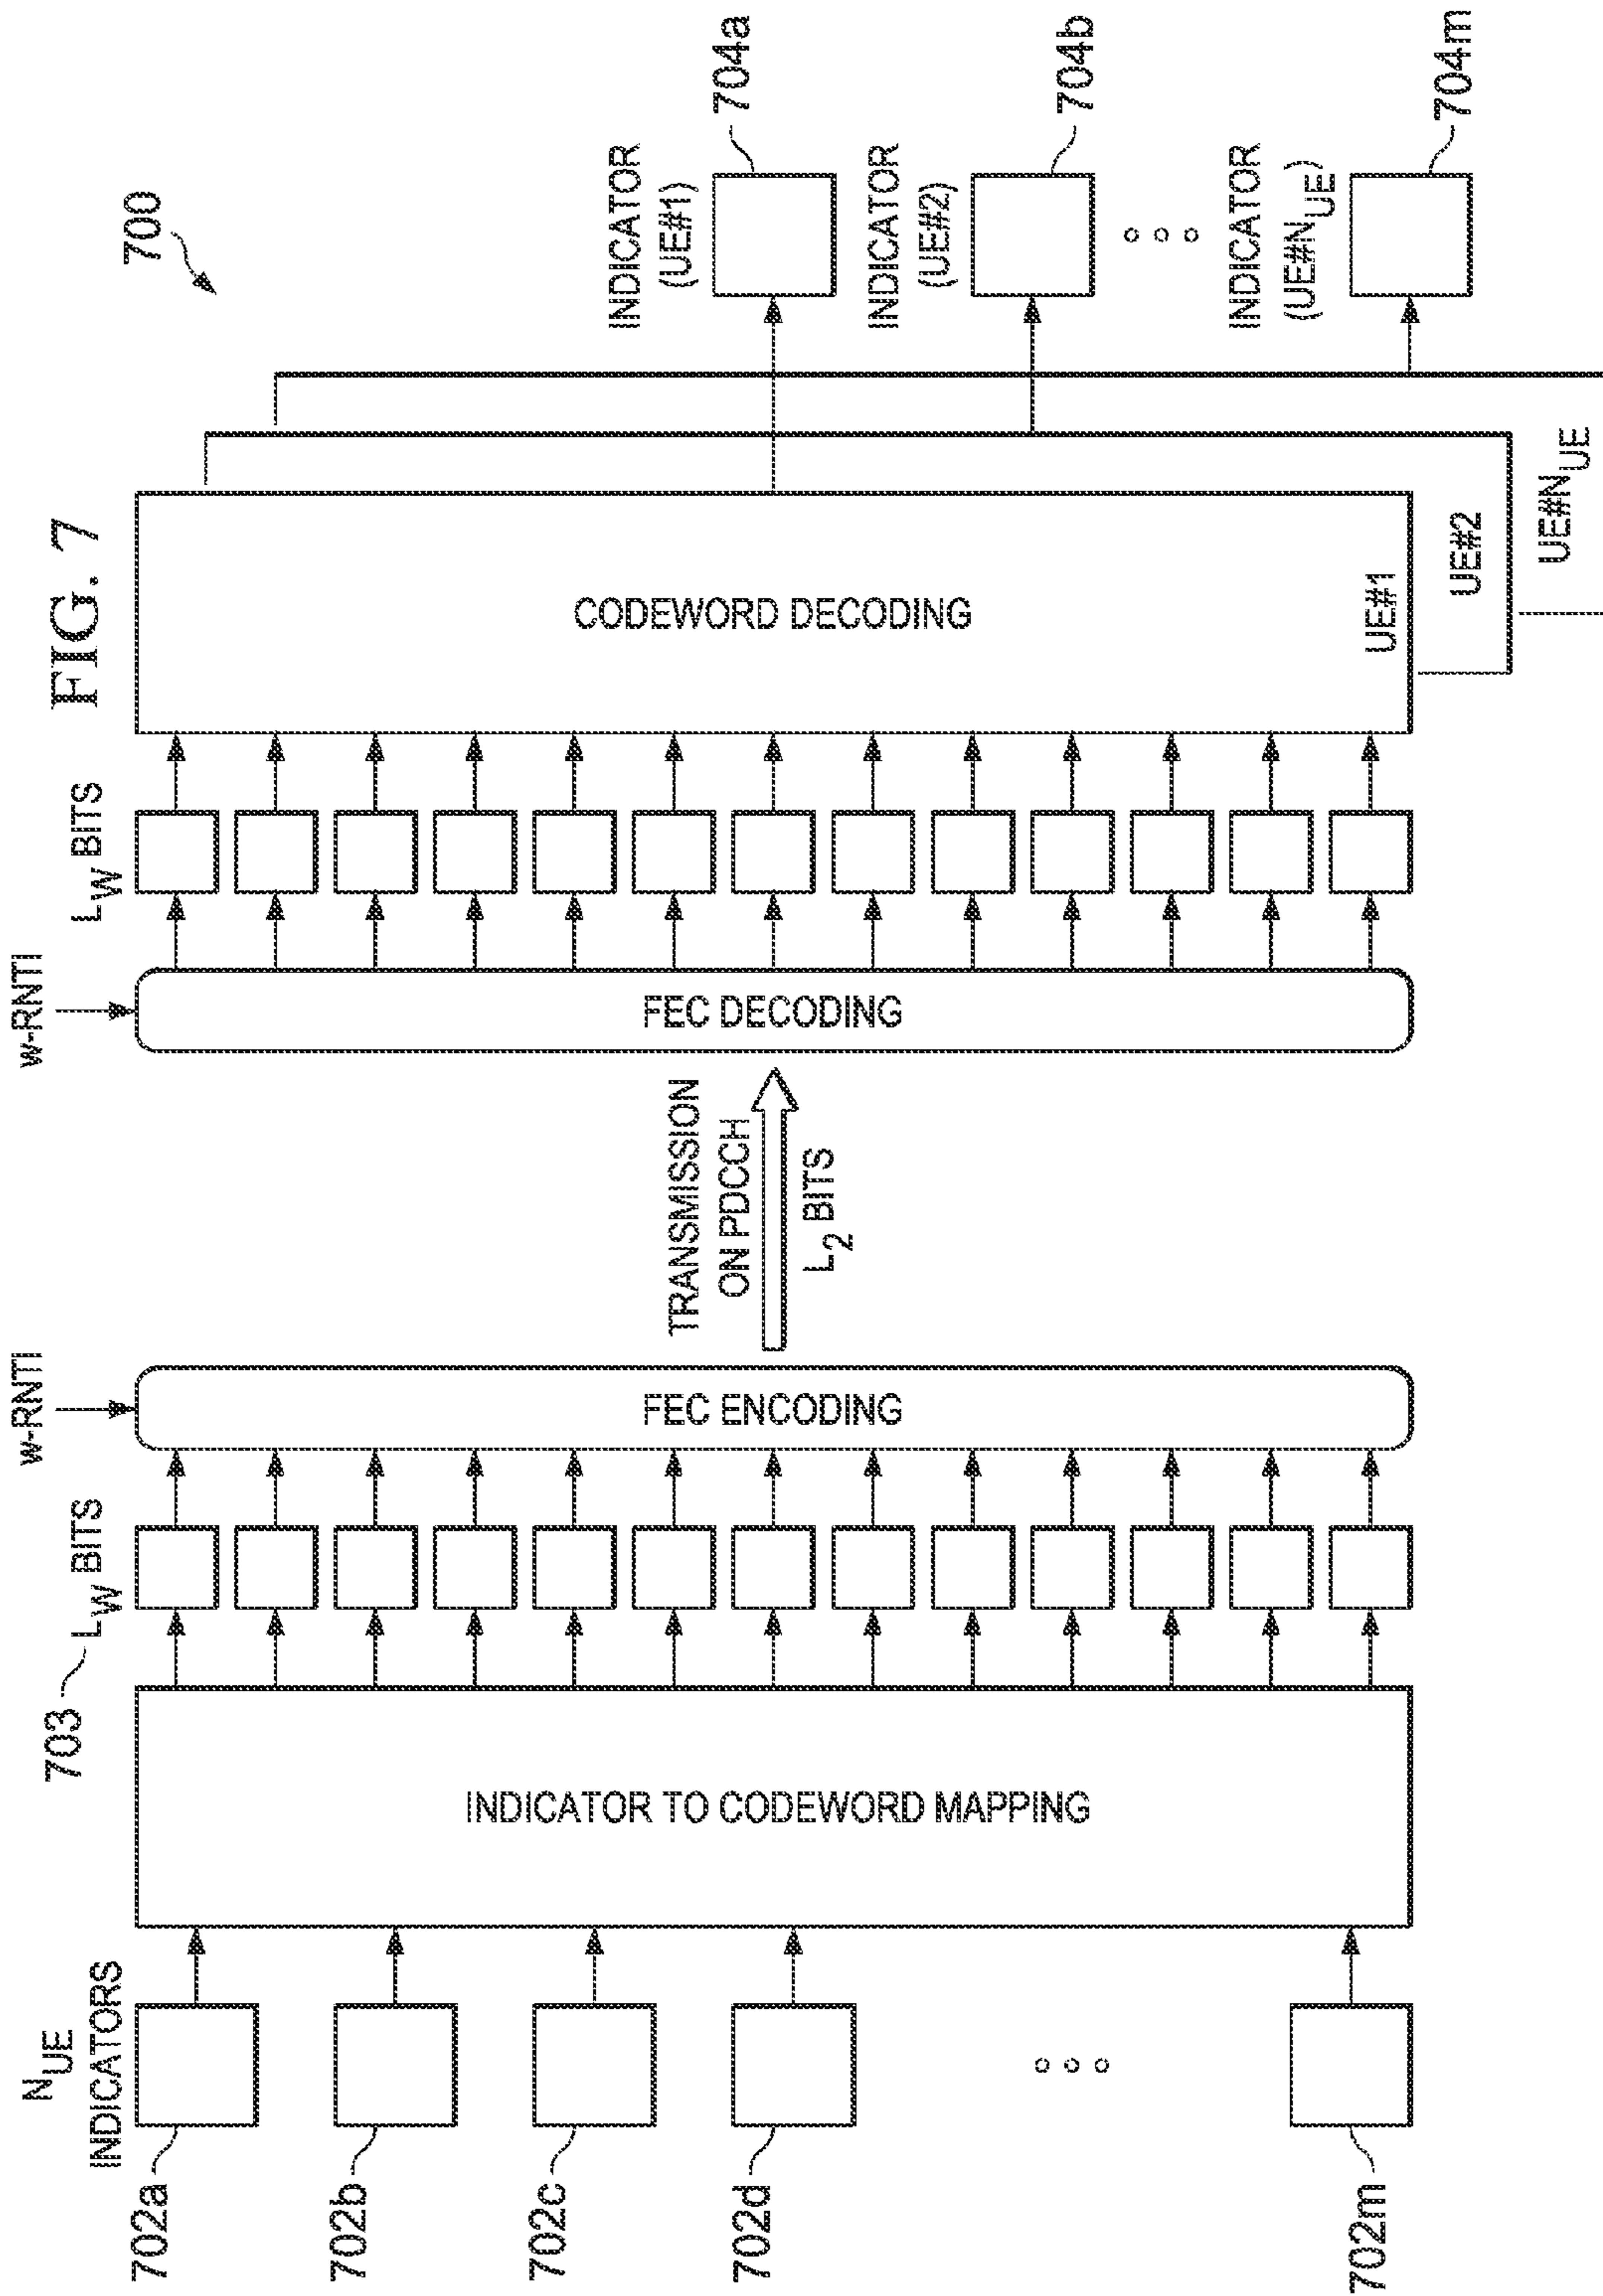 FIG. 7
700
N_UE
INDICATORS
702a
702b
702c
702d
702m
INDICATOR TO CODEWORD MAPPING
703
L_W BITS
w-RNTI
FEC ENCODING
TRANSMISSION
ON PDCCH
L_2 BITS
w-RNTI
FEC DECODING
L_W BITS
CODEWORD DECODING
UE#1
UE#2
UE#N_UE
INDICATOR
(UE#1)
704a
INDICATOR
(UE#2)
704b
INDICATOR
(UE#N_UE)
704m